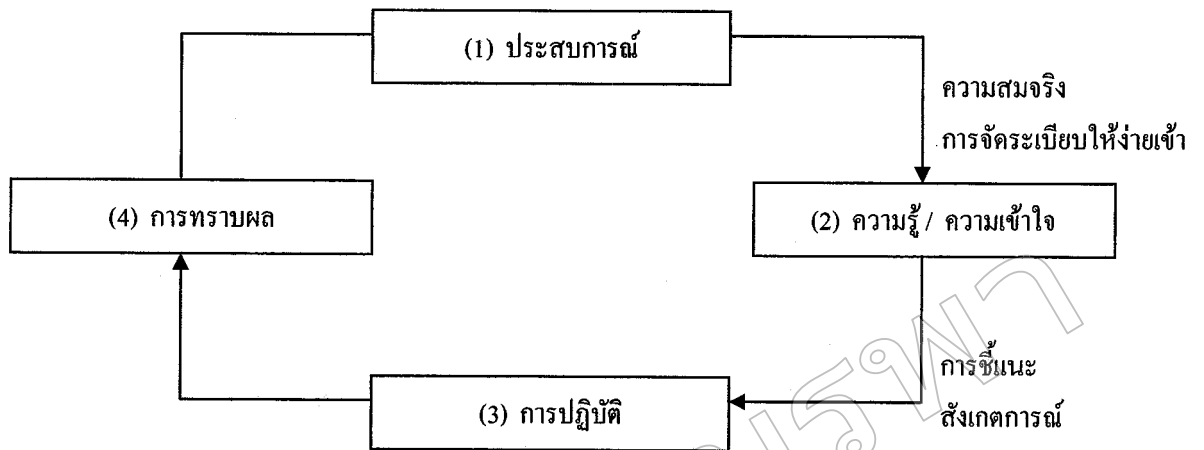 (1) ประสบการณ์
ความสมจริง
การจัดระเบียบให้ง่ายเข้า
(4) การทราบผล
(2) ความรู้ / ความเข้าใจ
การชี้แนะ
สังเกตการณ์
(3) การปฏิบัติ